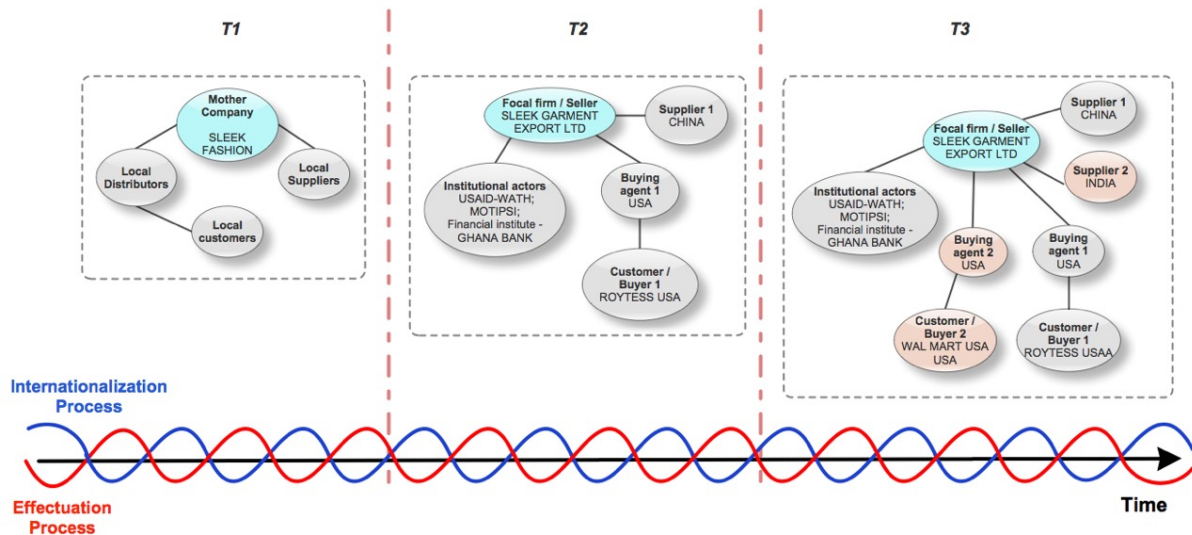 T1
Mother
Company
SLEEK
FASHION
Local
Distributors
Local
Suppliers
Local
customers
T2
Focal firm / Seller
SLEEK GARMENT
EXPORT LTD
Supplier 1
CHINA
Institutional actors
USAID-WATH;
MOTIPSI;
Financial institute -
GHANA BANK
Buying
agent 1
USA
Customer /
Buyer 1
ROYTESS USA
T3
Focal firm / Seller
SLEEK GARMENT
EXPORT LTD
Supplier 1
CHINA
Supplier 2
INDIA
Institutional actors
USAID-WATH;
MOTIPSI;
Financial institute -
GHANA BANK
Buying
agent 2
USA
Buying
agent 1
USA
Customer /
Buyer 2
WAL MART USA
USA
Customer /
Buyer 1
ROYTESS USAA
Internationalization
Process
Effectuation
Process
Time